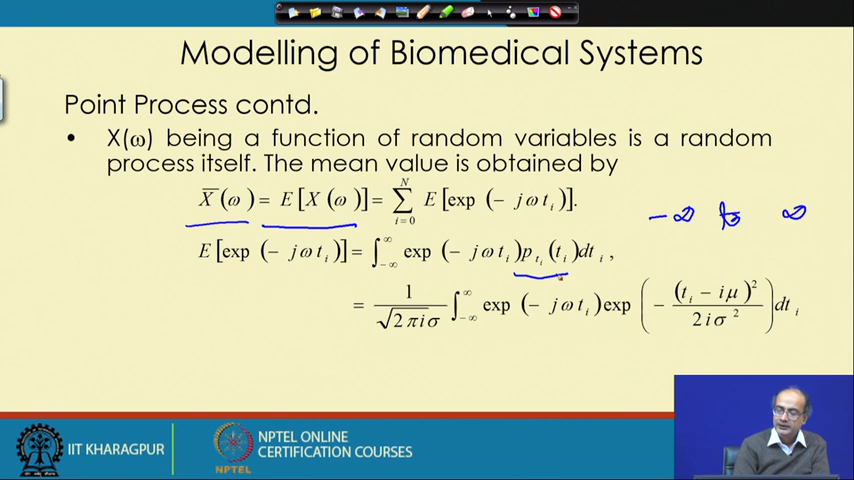 Modelling of Biomedical Systems
Point Process contd.
• X(ω) being a function of random variables is a random
process itself. The mean value is obtained by
X̅(ω) = E[X(ω)] = ∑_{i=0}^{N} E[exp(− jωt_i)].
-∞ to ∞
E[exp(− jωt_i)] = ∫_{−∞}^{∞} exp(− jωt_i)p_{t_i}(t_i)dt_i,
= 1/(√(2πi)σ) ∫_{−∞}^{∞} exp(− jωt_i)exp(− (t_i − iμ)²/(2iσ²))dt_i
IIT KHARAGPUR
NPTEL
NPTEL ONLINE
CERTIFICATION COURSES